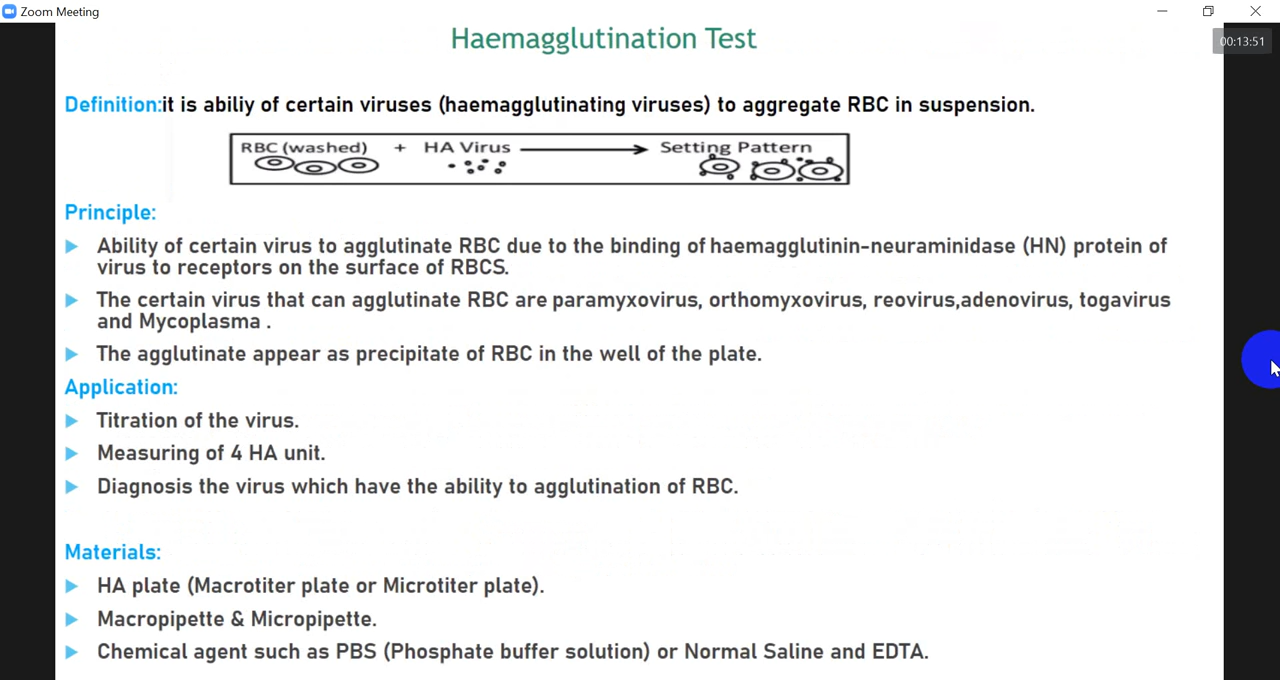 Zoom Meeting
00:13:51
Haemagglutination Test
Definition:it is abiliy of certain viruses (haemagglutinating viruses) to aggregate RBC in suspension.
RBC (washed) + HA Virus Setting Pattern
Principle:
Ability of certain virus to agglutinate RBC due to the binding of haemagglutinin-neuraminidase (HN) protein of
virus to receptors on the surface of RBCS.
The certain virus that can agglutinate RBC are paramyxovirus, orthomyxovirus, reovirus,adenovirus, togavirus
and Mycoplasma .
The agglutinate appear as precipitate of RBC in the well of the plate.
Application:
Titration of the virus.
Measuring of 4 HA unit.
Diagnosis the virus which have the ability to agglutination of RBC.
Materials:
HA plate (Macrotiter plate or Microtiter plate).
Macropipette & Micropipette.
Chemical agent such as PBS (Phosphate buffer solution) or Normal Saline and EDTA.